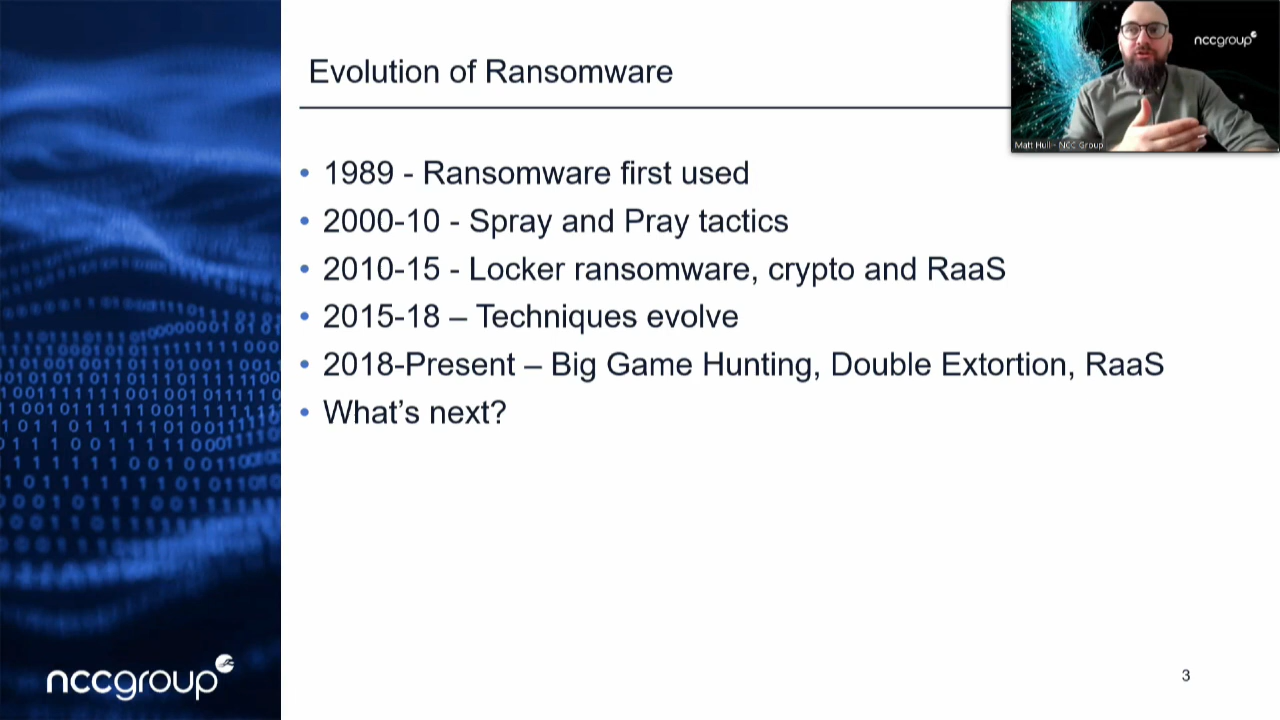 Evolution of Ransomware
nccgroup
Matt Hull - NCC Group
• 1989 - Ransomware first used
• 2000-10 - Spray and Pray tactics
• 2010-15 - Locker ransomware, crypto and RaaS
• 2015-18 – Techniques evolve
• 2018-Present – Big Game Hunting, Double Extortion, RaaS
• What’s next?
nccgroup
3